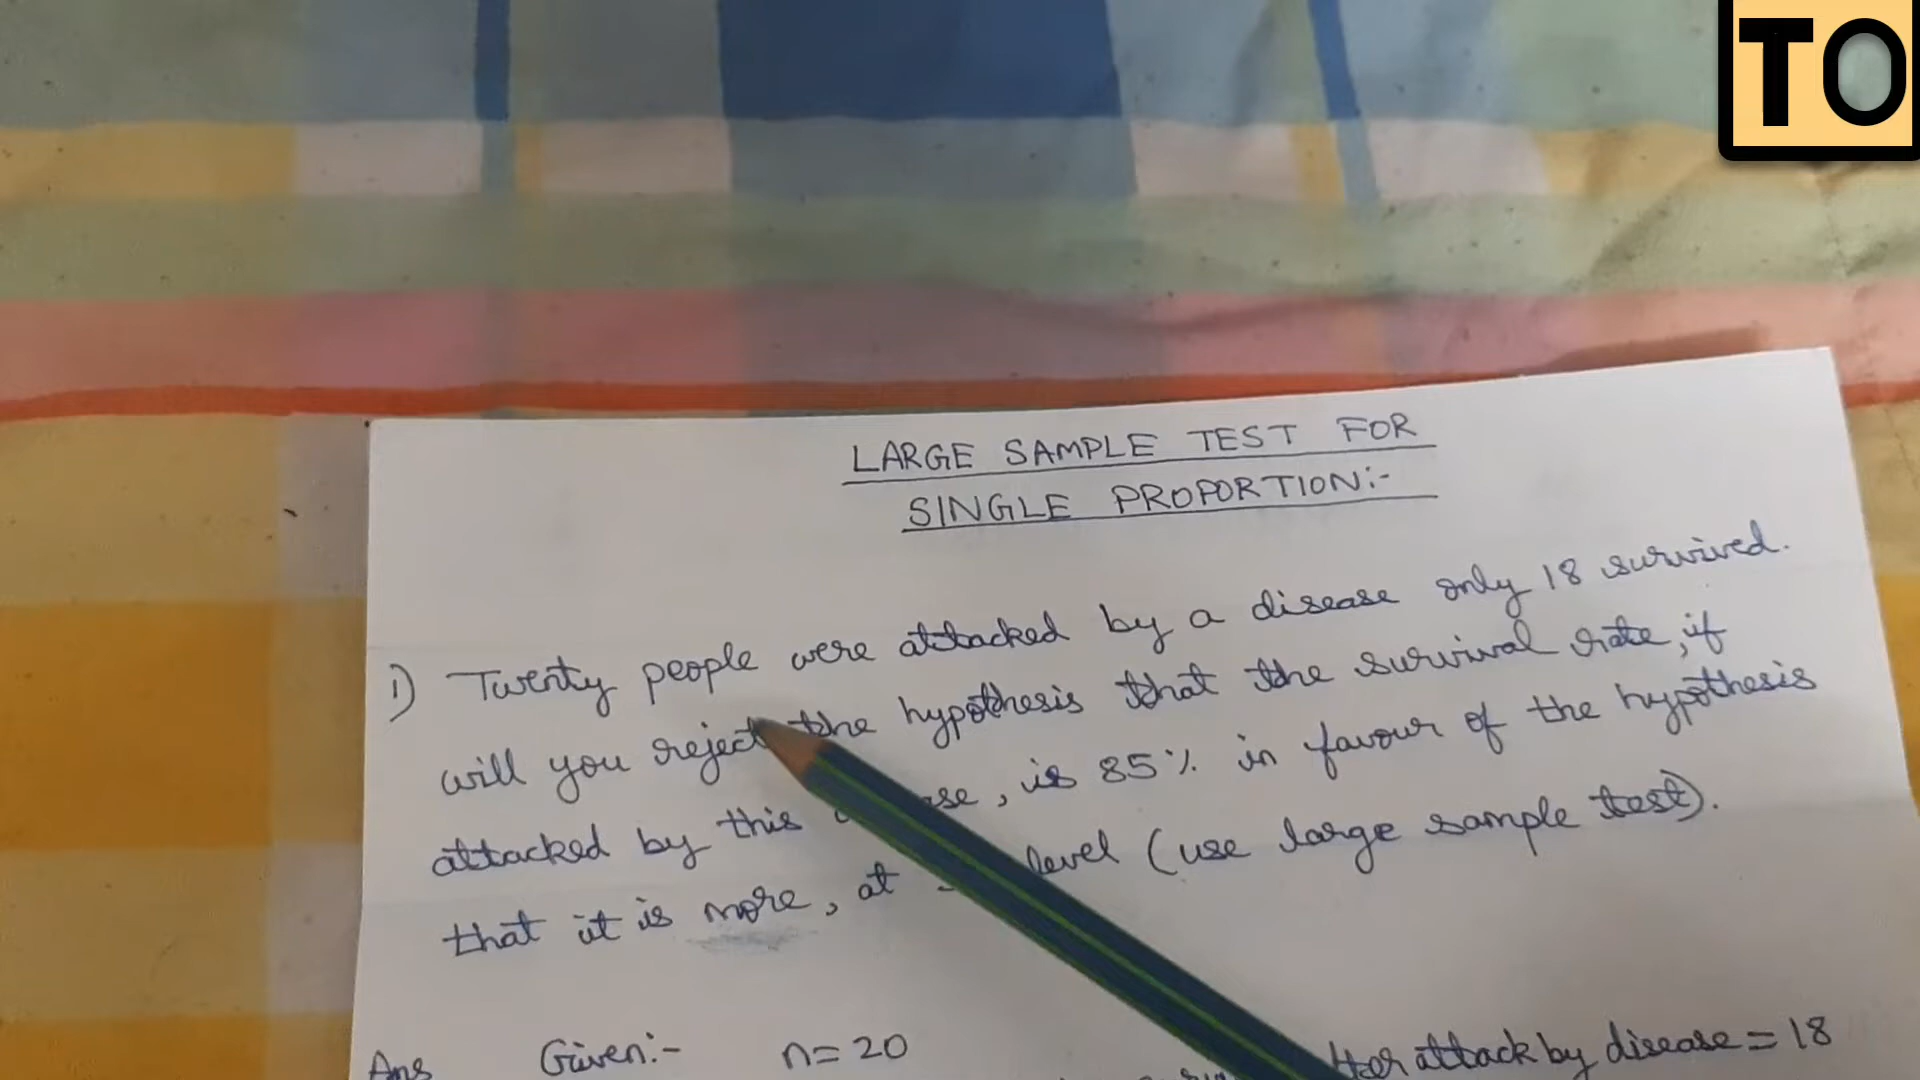 TO
LARGE SAMPLE TEST FOR
SINGLE PROPORTION:-
1) Twenty people were attacked by a disease only 18 survived.
will you reject the hypothesis that the survival rate, if
attacked by this , is 85% in favour of the hypothesis
that it is more, at level (use large sample test).
Ans Given:- n=20 attack by disease = 18